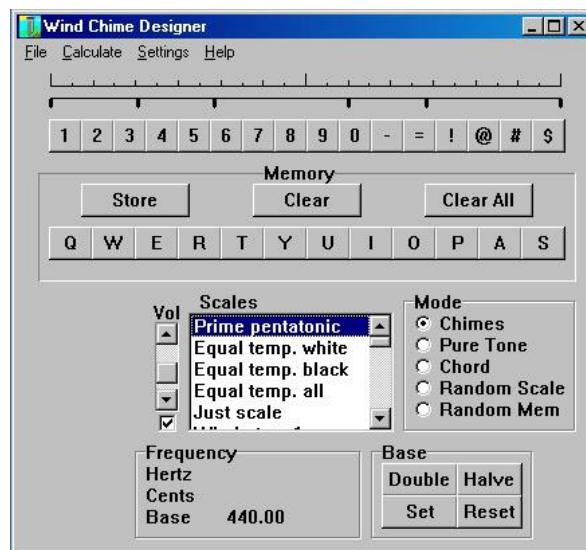 Wind Chime Designer
File Calculate Settings Help
1 2 3 4 5 6 7 8 9 0 - = ! @ # $
Memory
Store Clear Clear All
Q W E R T Y U I O P A S
Vol
Scales
Prime pentatonic
Equal temp. white
Equal temp. black
Equal temp. all
Just scale
Mode
Chimes
Pure Tone
Chord
Random Scale
Random Mem
Frequency
Hertz
Cents
Base 440.00
Base
Double Halve
Set Reset